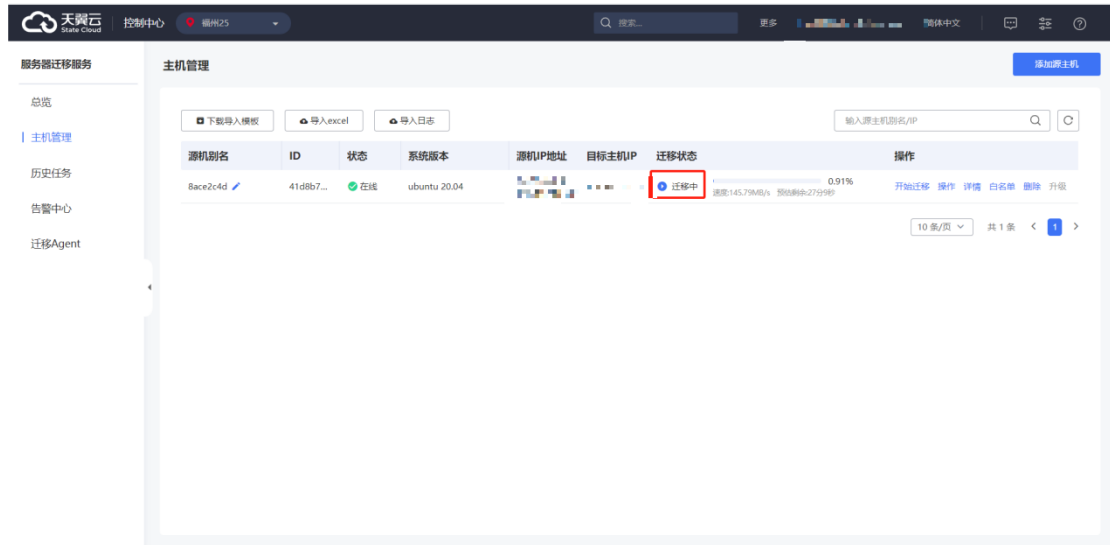 天翼云
State Cloud
控制中心
福州25
搜索...
更多
简体中文
服务器迁移服务
主机管理
添加源主机
总览
主机管理
历史任务
告警中心
迁移Agent
下载导入模板
导入excel
导入日志
输入源主机别名/IP
源机别名 ID 状态 系统版本 源机IP地址 目标主机IP 迁移状态 操作
8ace2c4d 41d8b7... 在线 ubuntu 20.04 迁移中 0.91% 开始迁移 操作 详情 白名单 删除 升级
速度:145.79MB/s 预估剩余:27分9秒
10 条/页 共 1 条 1